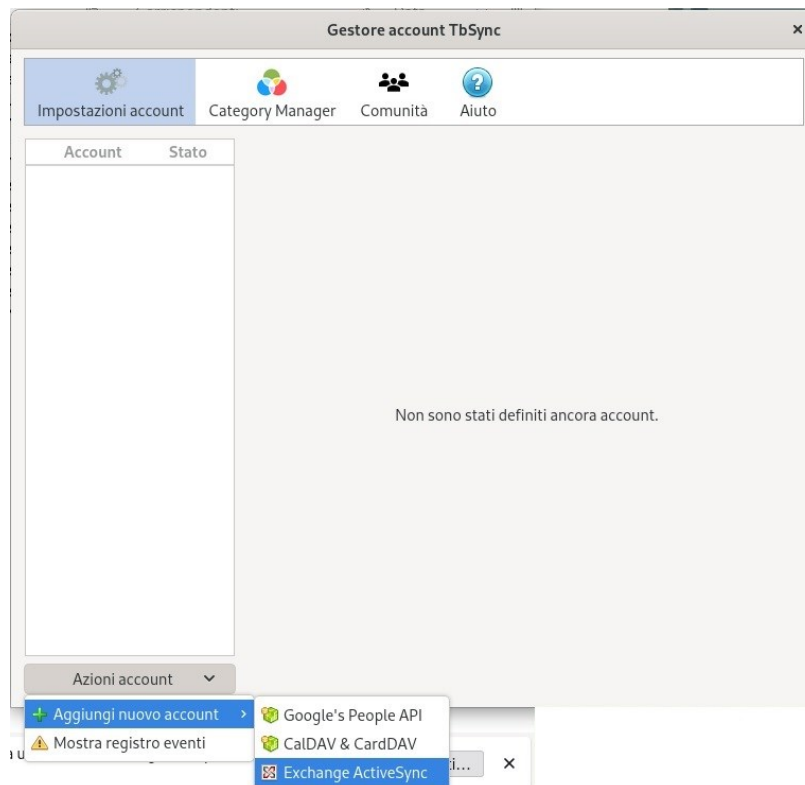 Gestore account TbSync
Impostazioni account
Category Manager
Comunità
Aiuto
Account Stato
Non sono stati definiti ancora account.
Azioni account
Aggiungi nuovo account
Mostra registro eventi
Google's People API
CalDAV & CardDAV
Exchange ActiveSync